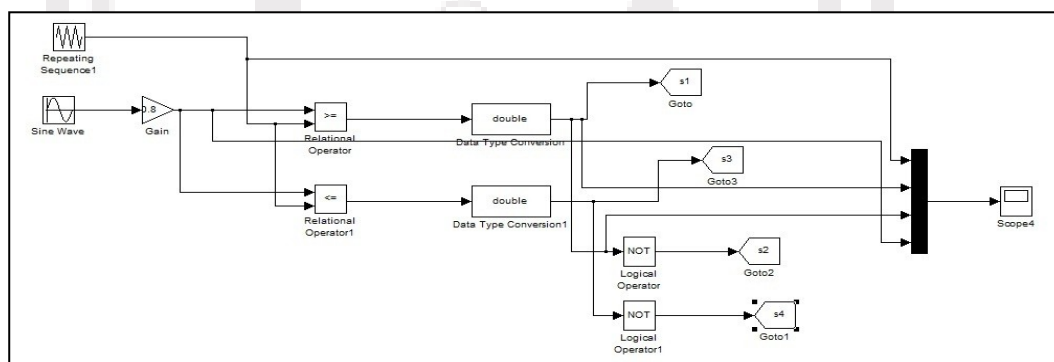 Repeating
Sequence1
Sine Wave
0.8
Gain
>=
Relational
Operator
double
Data Type Conversion
s1
Goto
s3
Goto3
<=
Relational
Operator1
double
Data Type Conversion1
NOT
Logical
Operator
s2
Goto2
NOT
Logical
Operator1
s4
Goto1
Scope4